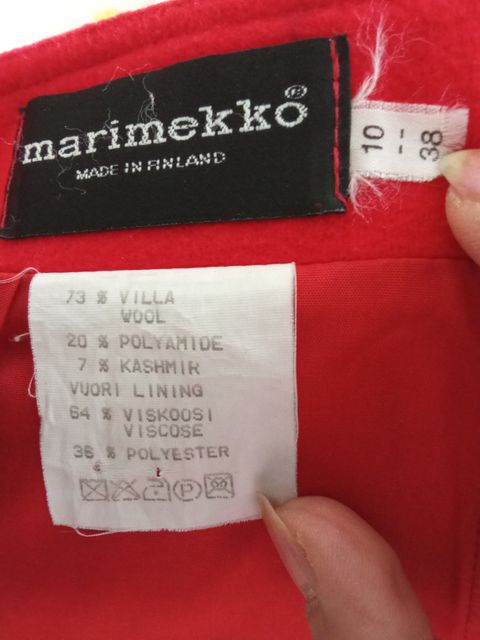 marimekko®
MADE IN FINLAND
10 -- 38
73 % VILLA
WOOL
20 % POLYAMIDE
7 % KASHMIR
VUORI LINING
64 % VISKOOSI
VISCOSE
36 % POLYESTER
P